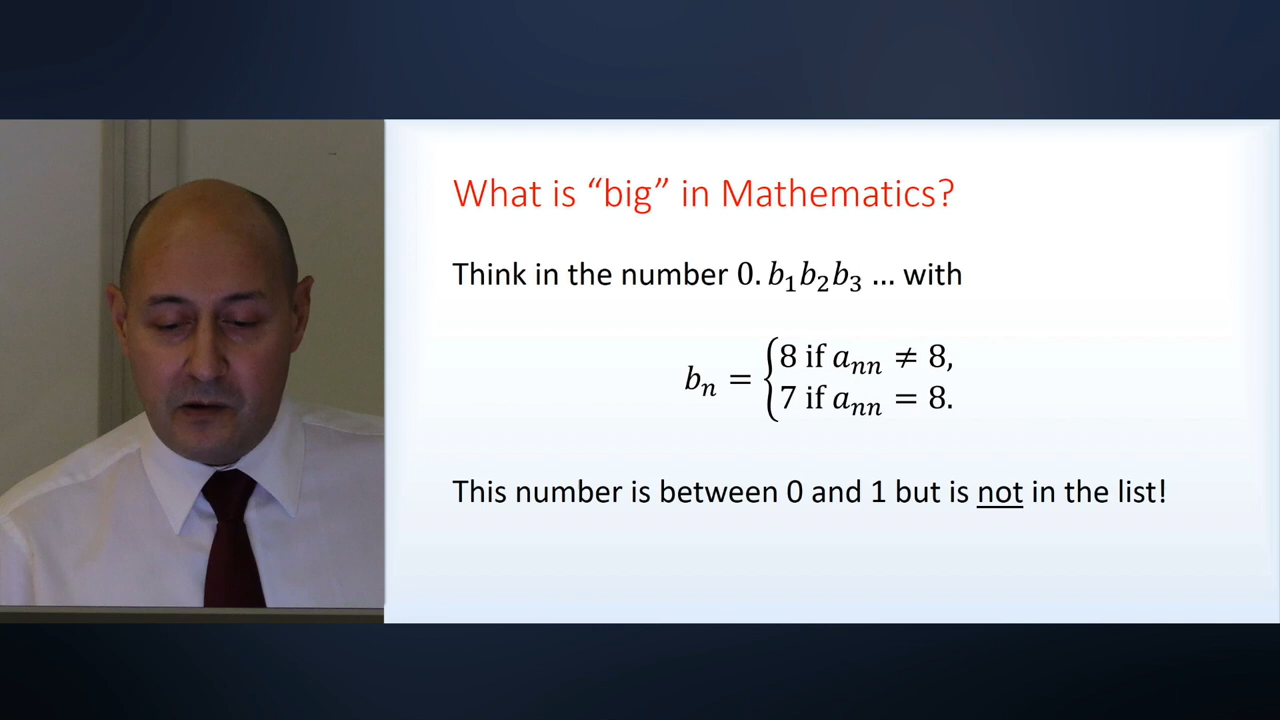 What is “big” in Mathematics?
Think in the number 0. b₁b₂b₃ ... with
bₙ = { 8 if aₙₙ ≠ 8,
7 if aₙₙ = 8.
This number is between 0 and 1 but is not in the list!